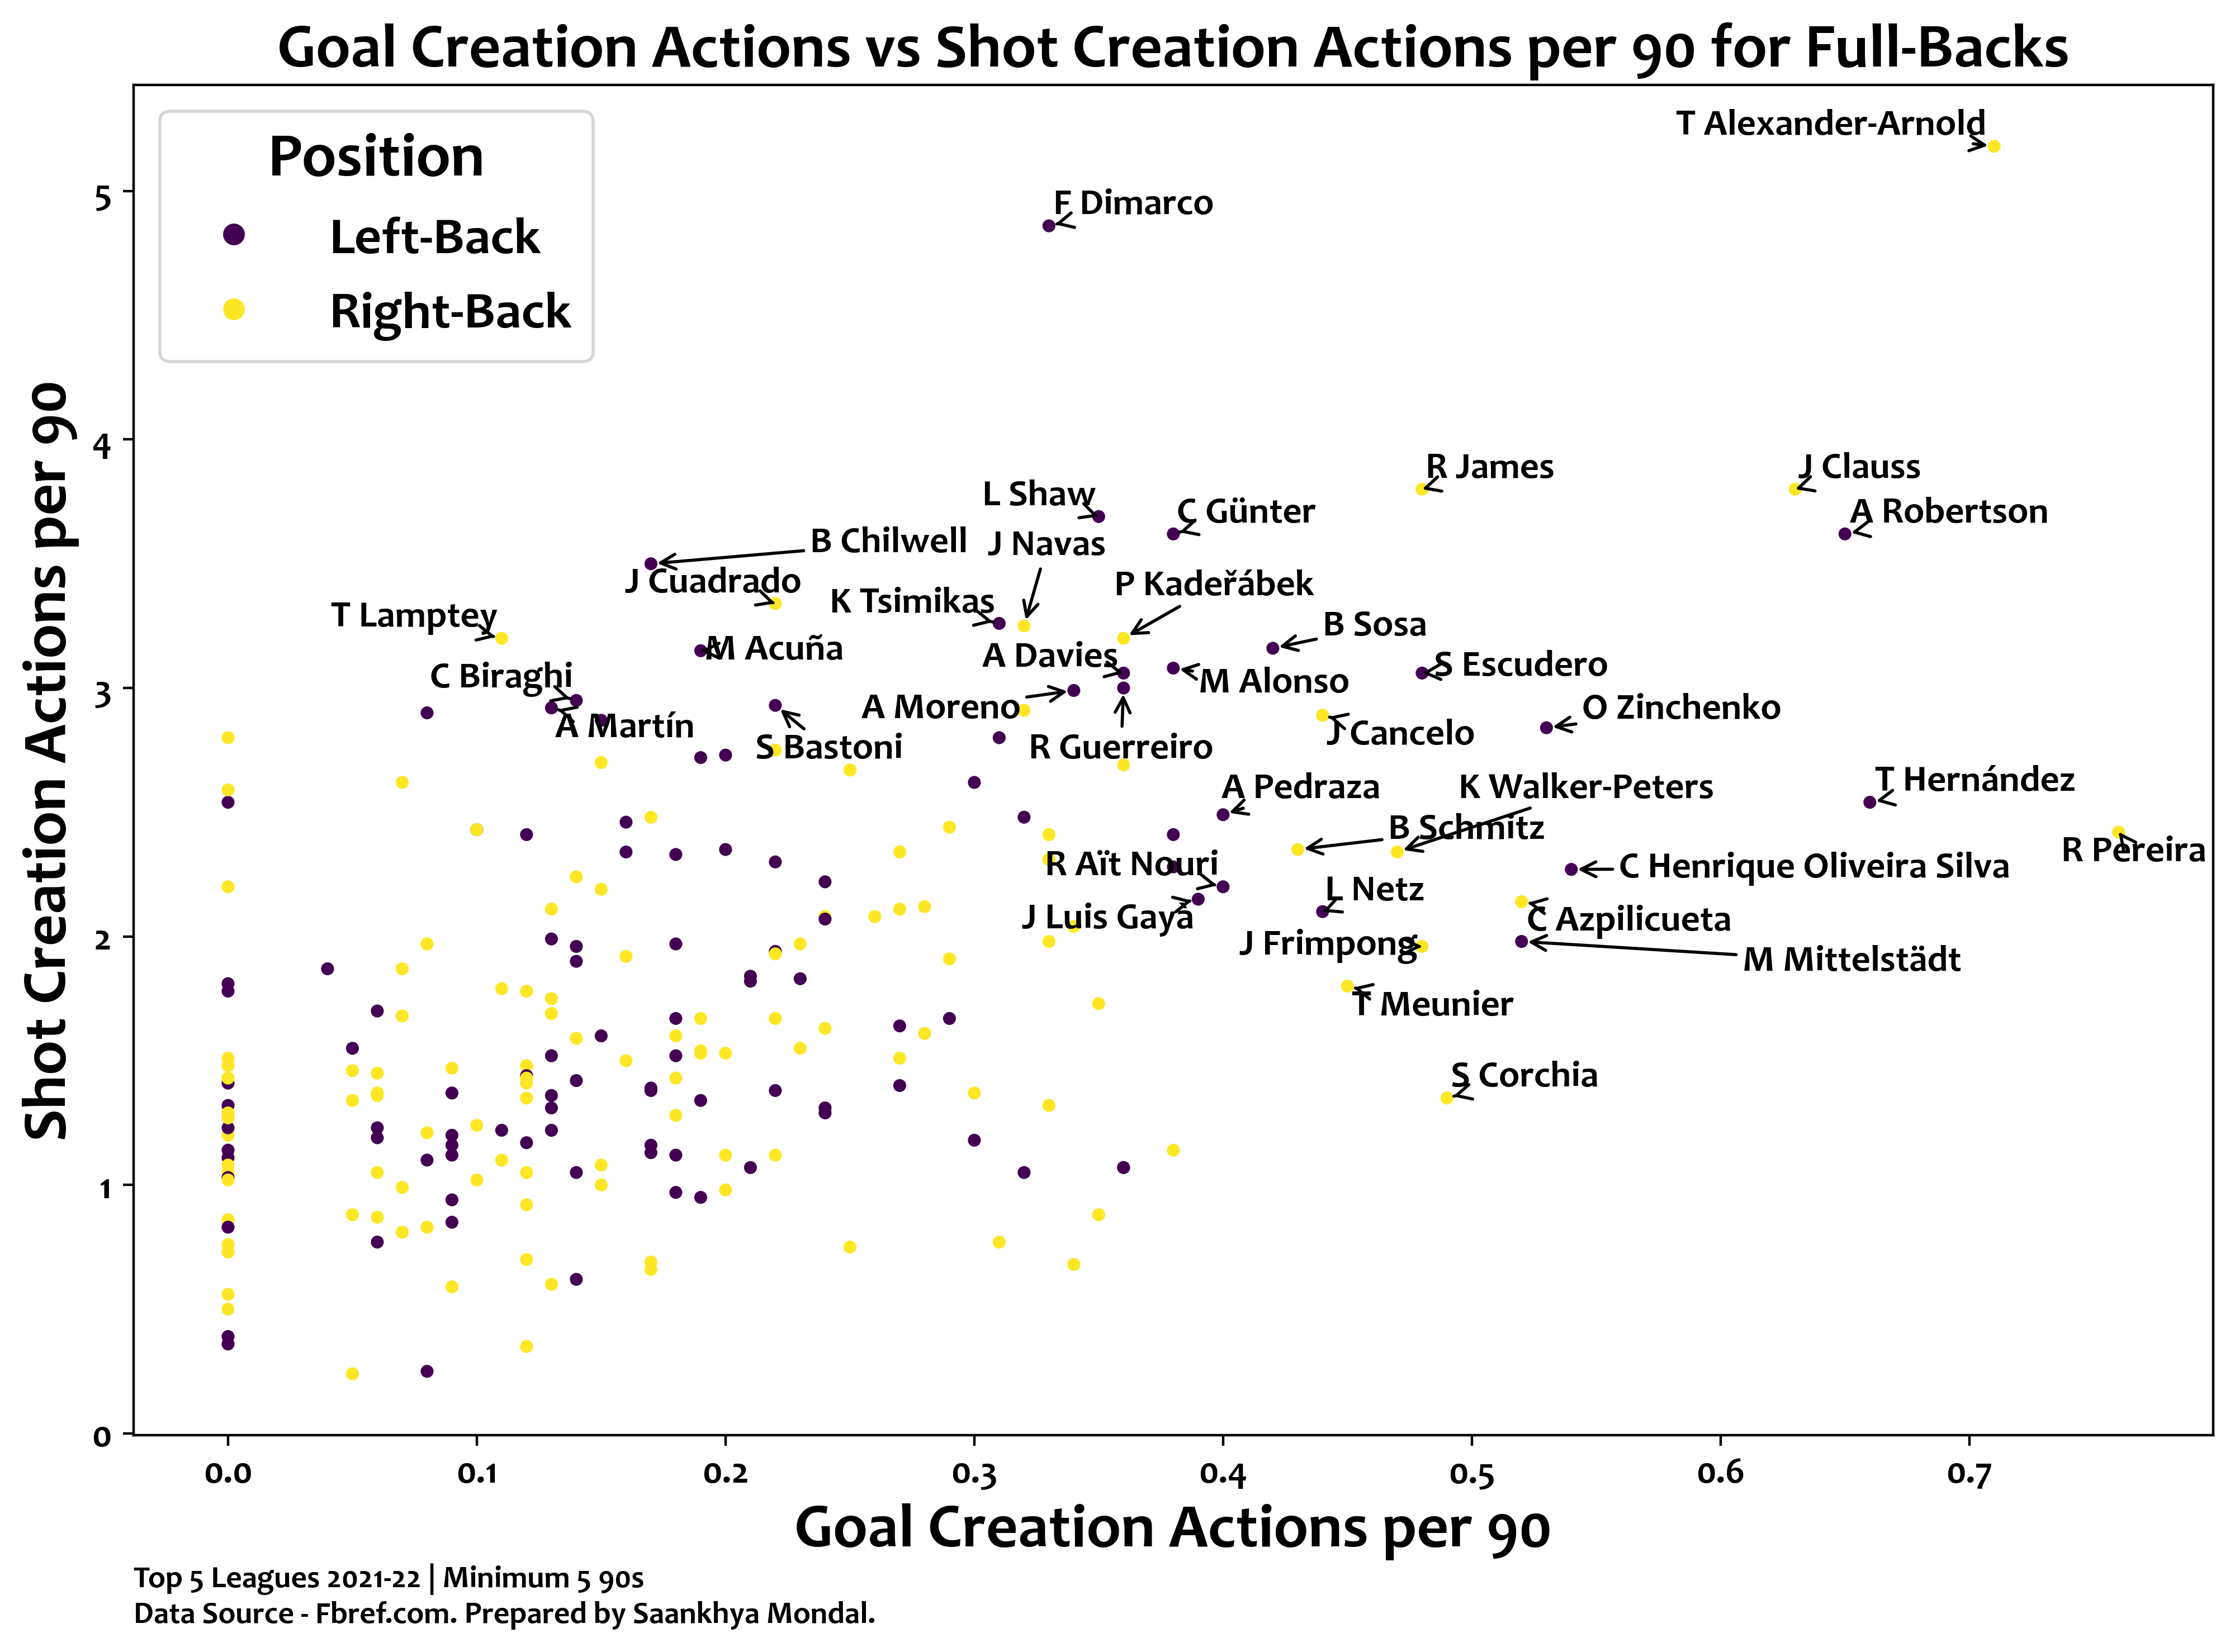 Goal Creation Actions vs Shot Creation Actions per 90 for Full-Backs
Position
Left-Back
Right-Back
T Alexander-Arnold
F Dimarco
R James
J Clauss
L Shaw
C Günter
A Robertson
B Chilwell
J Navas
J Cuadrado
P Kadeřábek
K Tsimikas
T Lamptey
B Sosa
M Acuña
A Davies
S Escudero
C Biraghi
M Alonso
A Moreno
O Zinchenko
A Martín
J Cancelo
S Bastoni
R Guerreiro
T Hernández
A Pedraza
K Walker-Peters
B Schmitz
R Pereira
R Aït Nouri
C Henrique Oliveira Silva
L Netz
J Luis Gayà
C Azpilicueta
J Frimpong
M Mittelstädt
T Meunier
S Corchia
Shot Creation Actions per 90
5
4
3
2
1
0
0.0 0.1 0.2 0.3 0.4 0.5 0.6 0.7
Goal Creation Actions per 90
Top 5 Leagues 2021-22 | Minimum 5 90s
Data Source - Fbref.com. Prepared by Saankhya Mondal.